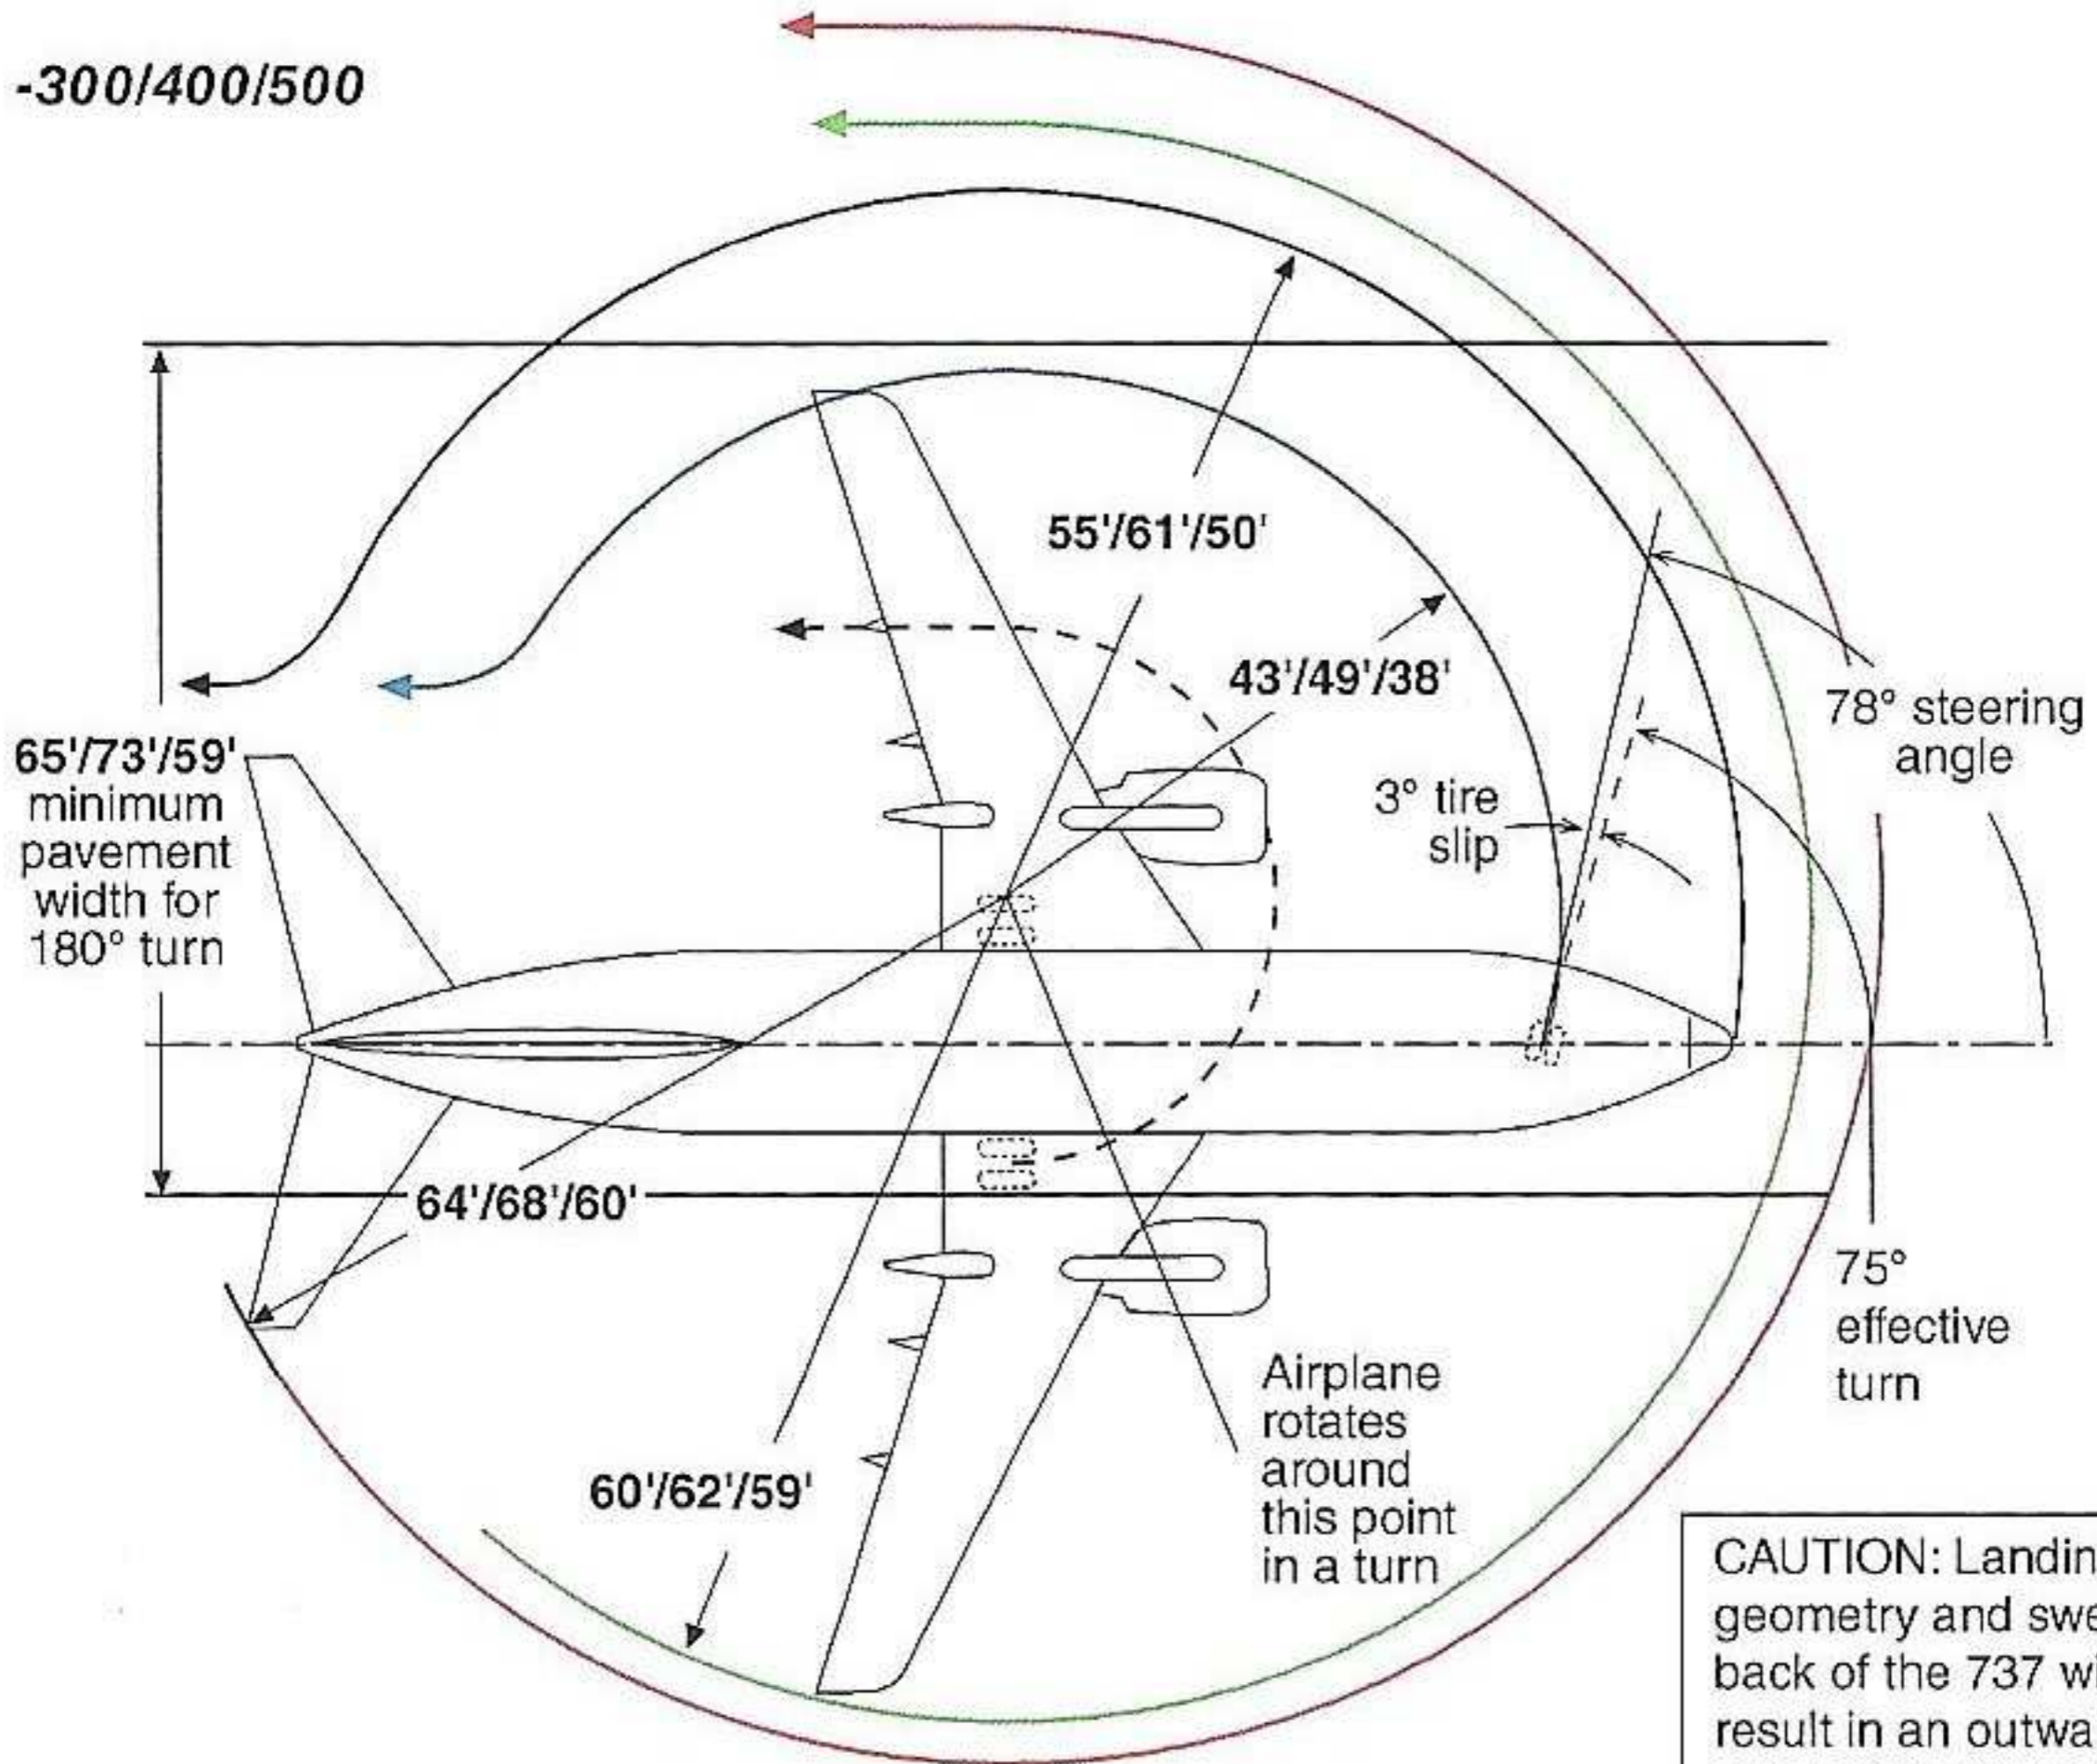 -300/400/500
55'/61'/50'
43'/49'/38'
78° steering
angle
65'/73'/59'
minimum
pavement
width for
180° turn
3° tire
slip
64'/68'/60'
75°
effective
turn
60'/62'/59'
Airplane
rotates
around
this point
in a turn
CAUTION: Landin
geometry and swe
back of the 737 wi
result in an outwa